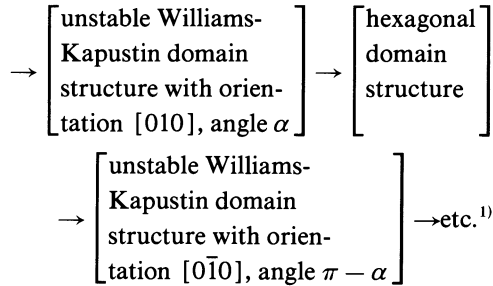 → [unstable Williams- Kapustin domain structure with orien- tation [010], angle α] → [hexagonal domain structure]
→ [unstable Williams- Kapustin domain structure with orien- tation [01̄0], angle π − α] → etc.¹⁾